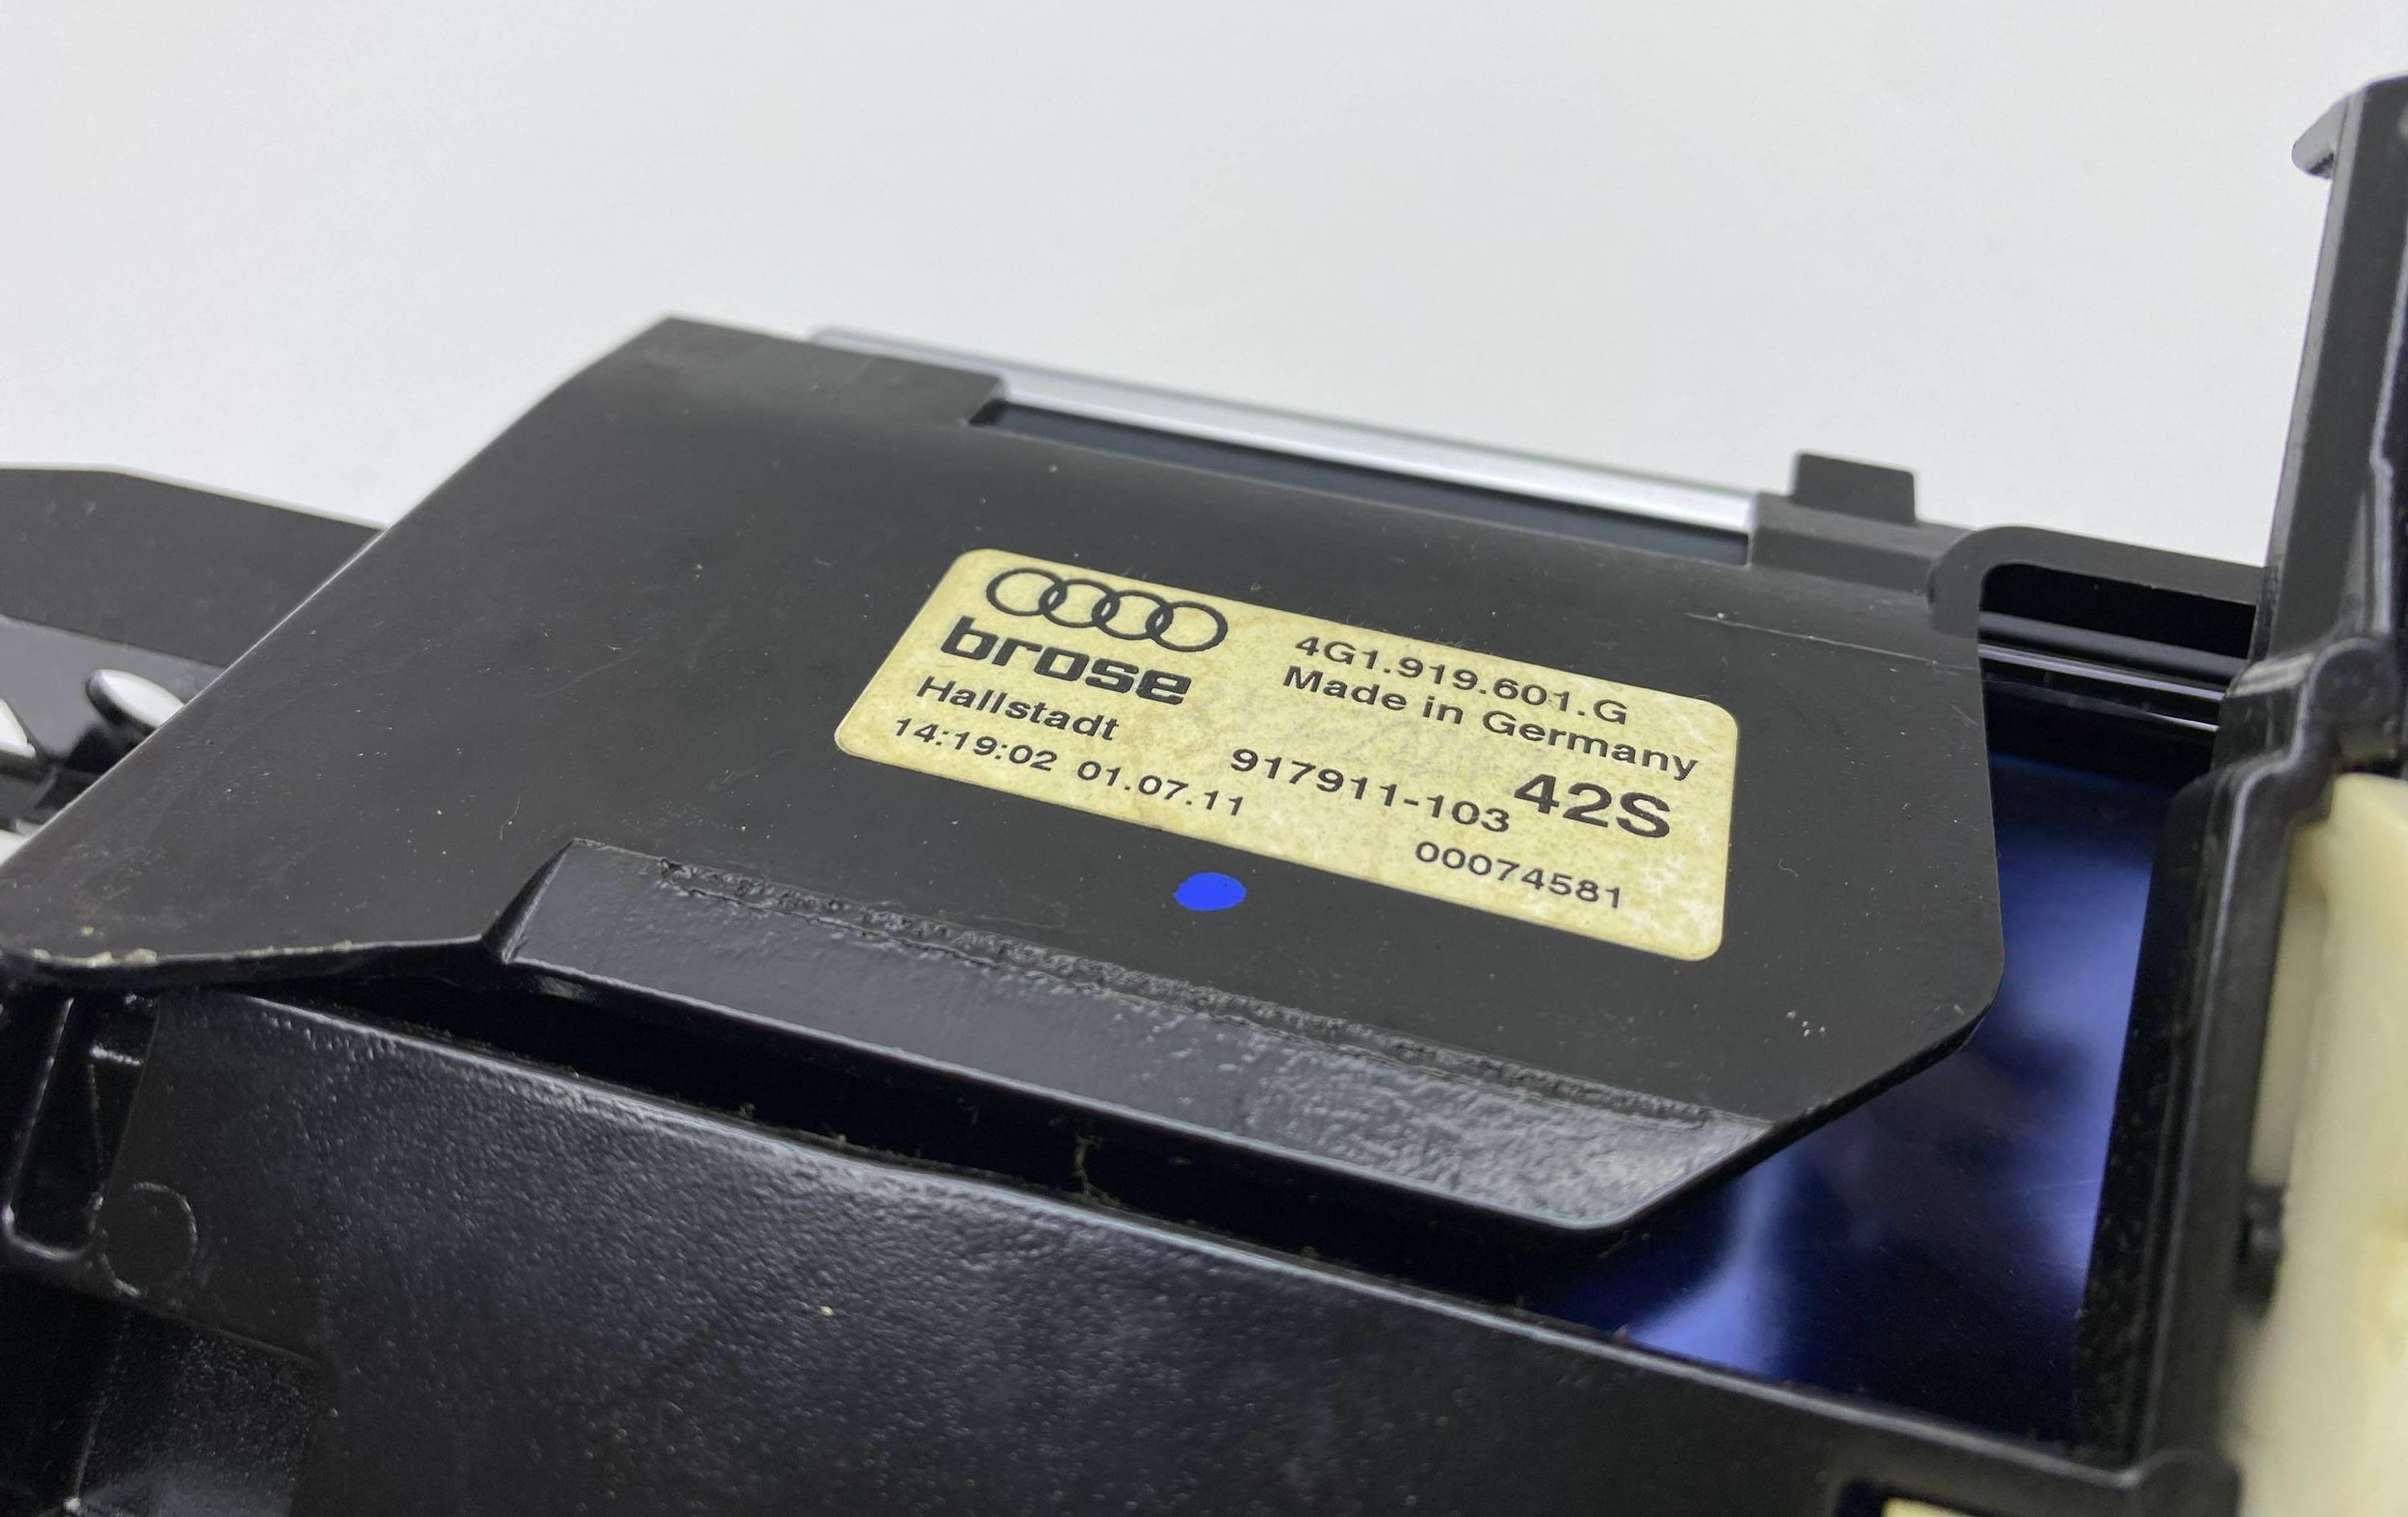 brose
4G1.919.601.G
Made in Germany
Hallstadt
917911-103 42S
14:19:02 01.07.11
00074581